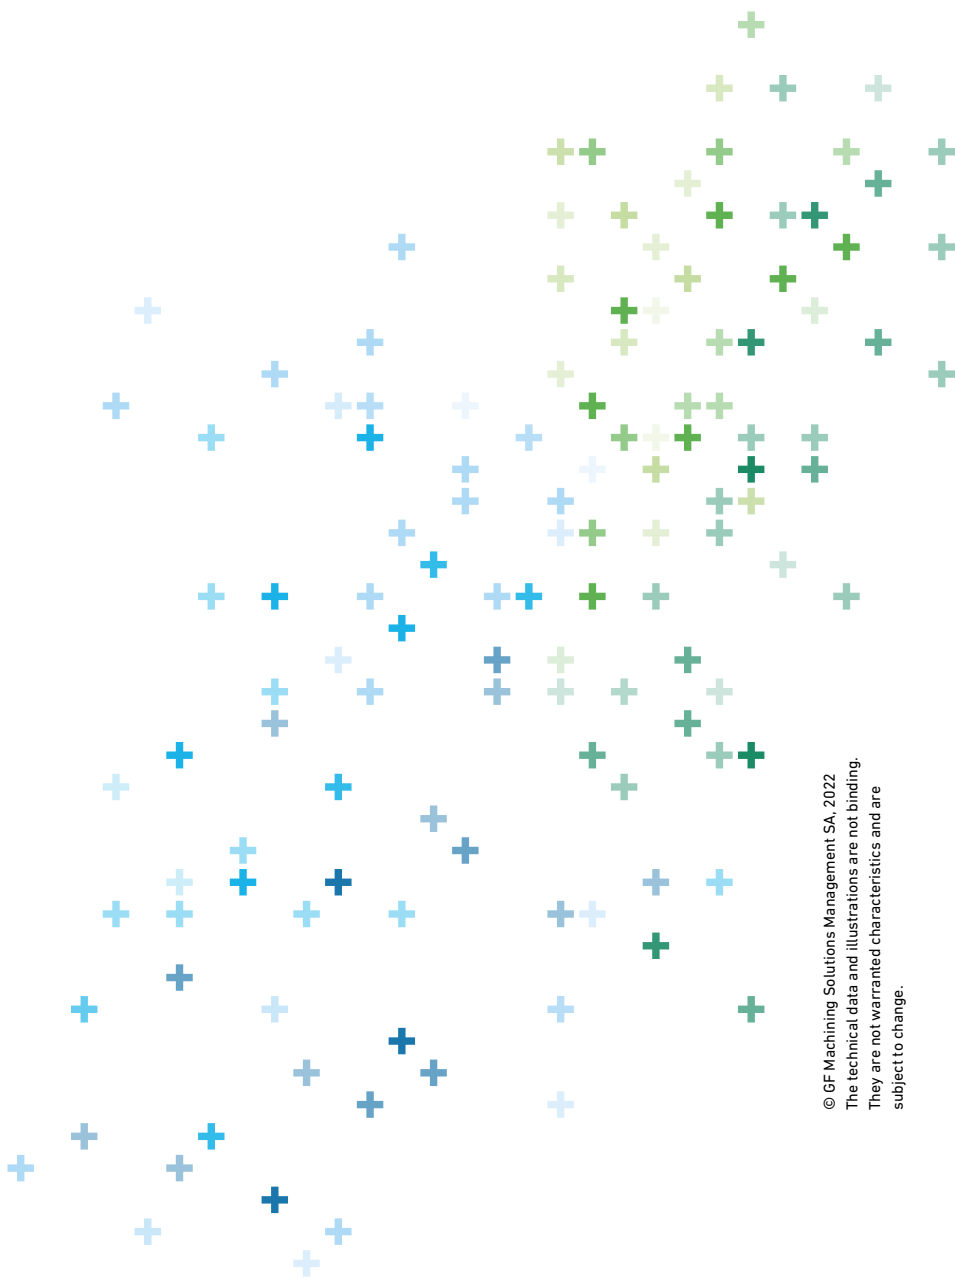 © GF Machining Solutions Management SA, 2022
The technical data and illustrations are not binding.
They are not warranted characteristics and are
subject to change.